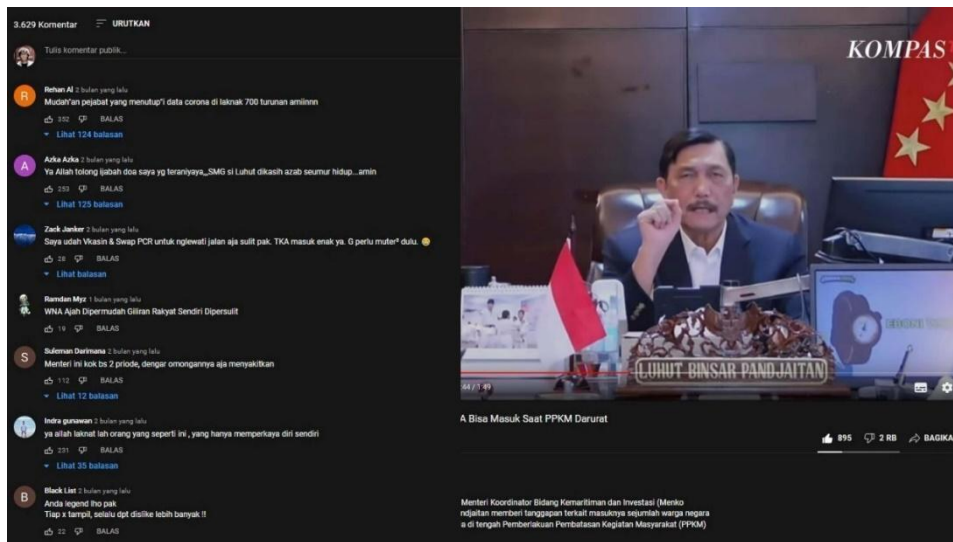 3.629 Komentar
URUTKAN
Tulis komentar publik...
Rehan Al 2 bulan yang lalu
Mudah"an pejabat yang menutup"i data corona di laknak 700 turunan amiinnn
352 BALAS
Lihat 124 balasan
Azka Azka 2 bulan yang lalu
Ya Allah tolong ijabah doa saya yg teraniyaya,,,SMG si Luhut dikasih azab seumur hidup...amin
253 BALAS
Lihat 125 balasan
Zack Janker 2 bulan yang lalu
Saya udah Vkasin & Swap PCR untuk nglewati jalan aja sulit pak. TKA masuk enak ya. G perlu muter² dulu.
28 BALAS
Lihat balasan
Ramdan Myz 1 bulan yang lalu
WNA Ajah Dipermudah Giliran Rakyat Sendiri Dipersulit
19 BALAS
Suleman Darimana 2 bulan yang lalu
Menteri ini kok bs 2 priode, dengar omongannya aja menyakitkan
112 BALAS
Lihat 12 balasan
Indra gunawan 2 bulan yang lalu
ya allah laknat lah orang yang seperti ini , yang hanya memperkaya diri sendiri
231 BALAS
Lihat 35 balasan
Black List 2 bulan yang lalu
Anda legend lho pak
Tiap x tampil, selalu dpt dislike lebih banyak !!
22 BALAS
KOMPAS
LUHUT BINSAR PANDJAITAN
44 / 1:49
A Bisa Masuk Saat PPKM Darurat
895 2 RB BAGIKA
Menteri Koordinator Bidang Kemaritiman dan Investasi (Menko
ndjaitan memberi tanggapan terkait masuknya sejumlah warga negara
a di tengah Pemberlakuan Pembatasan Kegiatan Masyarakat (PPKM)